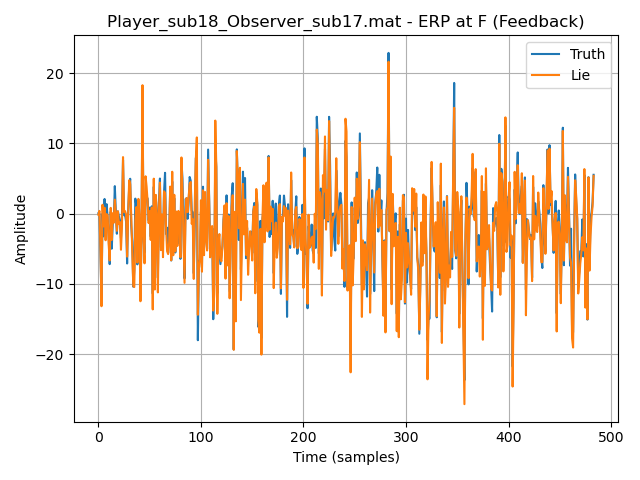 Player_sub18_Observer_sub17.mat - ERP at F (Feedback)
Truth
Lie
Amplitude
20
10
0
−10
−20
0
100
200
300
400
500
Time (samples)